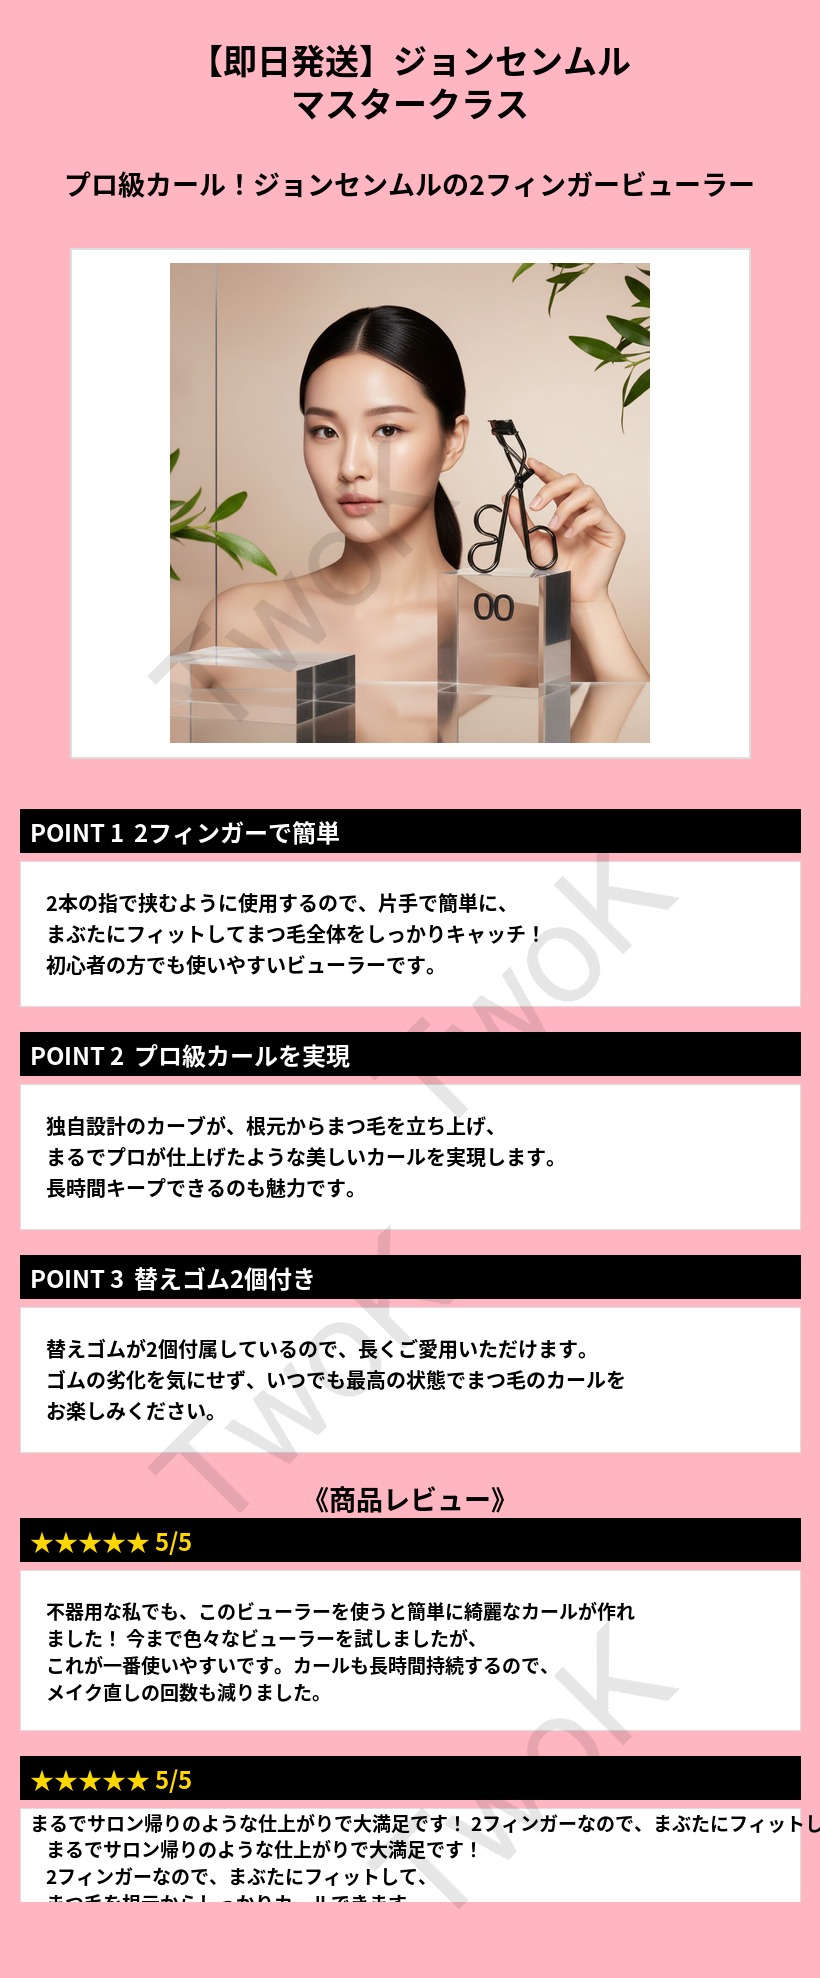 【即日発送】ジョンセンムル
マスタークラス
プロ級カール！ジョンセンムルの2フィンガービューラー
TwoK
00
POINT 1 2フィンガーで簡単
2本の指で挟むように使用するので、片手で簡単に、
まぶたにフィットしてまつ毛全体をしっかりキャッチ！
初心者の方でも使いやすいビューラーです。
TwoK
POINT 2 プロ級カールを実現
独自設計のカーブが、根元からまつ毛を立ち上げ、
まるでプロが仕上げたような美しいカールを実現します。
長時間キープできるのも魅力です。
POINT 3 替えゴム2個付き
替えゴムが2個付属しているので、長くご愛用いただけます。
ゴムの劣化を気にせず、いつでも最高の状態でまつ毛のカールを
お楽しみください。
TwoK
《商品レビュー》
★★★★★ 5/5
不器用な私でも、このビューラーを使うと簡単に綺麗なカールが作れ
ました！ 今まで色々なビューラーを試しましたが、
これが一番使いやすいです。カールも長時間持続するので、
メイク直しの回数も減りました。
TwoK
★★★★★ 5/5
まるでサロン帰りのような仕上がりで大満足です！ 2フィンガーなので、まぶたにフィットし
まるでサロン帰りのような仕上がりで大満足です！
2フィンガーなので、まぶたにフィットして、
まつ毛を根元からしっかりカールできます